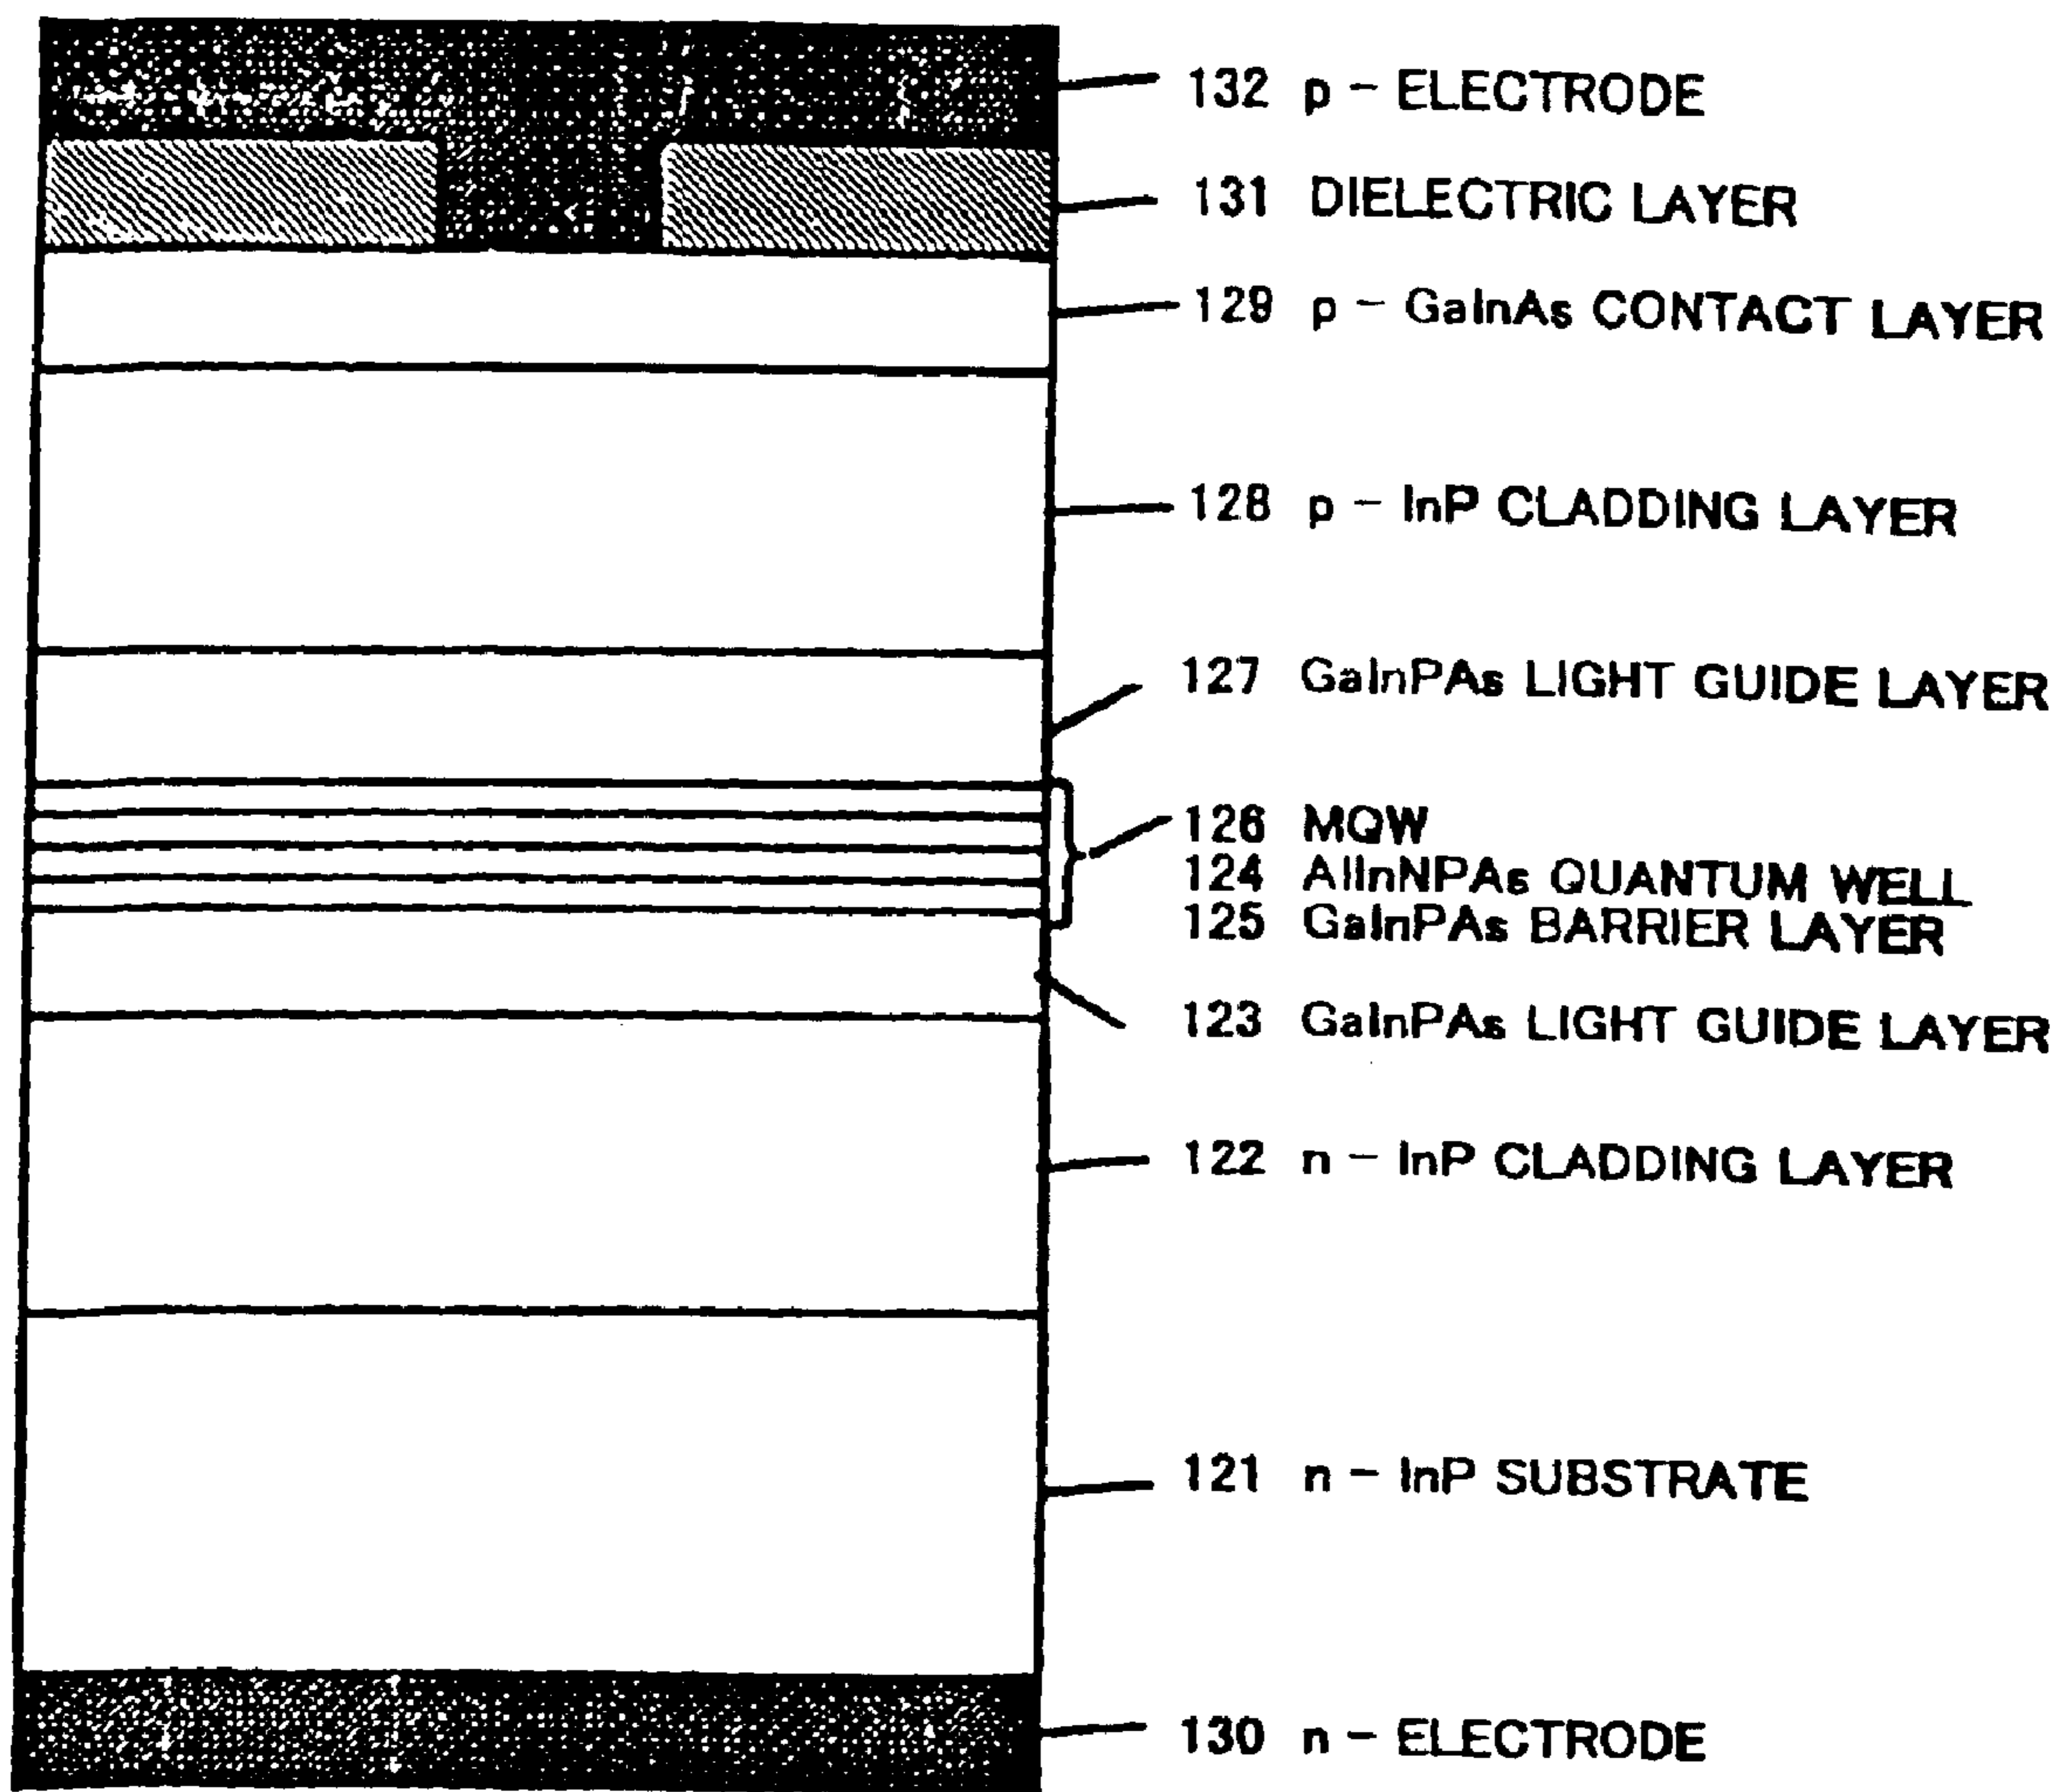 132 p - ELECTRODE
131 DIELECTRIC LAYER
129 p - GaInAs CONTACT LAYER
128 p - InP CLADDING LAYER
127 GaInPAs LIGHT GUIDE LAYER
126 MQW
124 AlInNPAs QUANTUM WELL
125 GaInPAs BARRIER LAYER
123 GaInPAs LIGHT GUIDE LAYER
122 n - InP CLADDING LAYER
121 n - InP SUBSTRATE
130 n - ELECTRODE